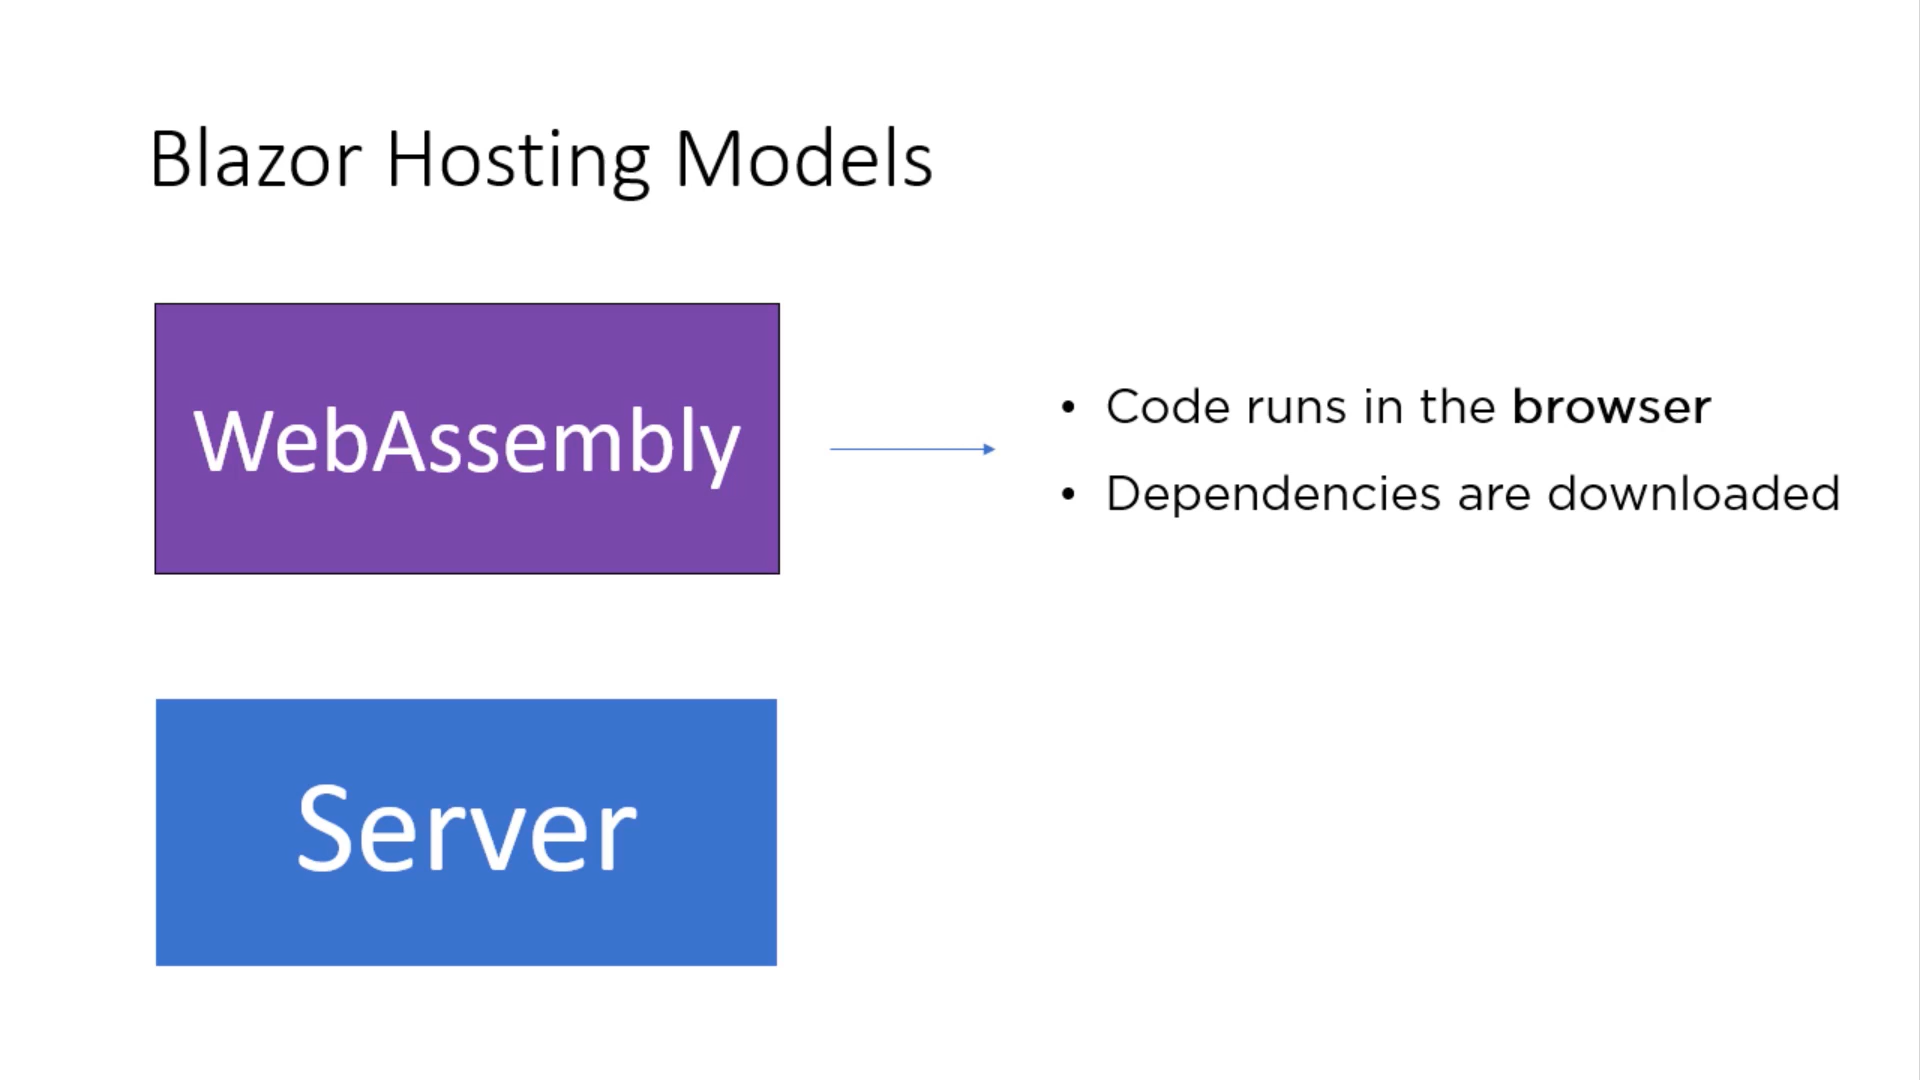 Blazor Hosting Models
WebAssembly
• Code runs in the browser
• Dependencies are downloaded
Server